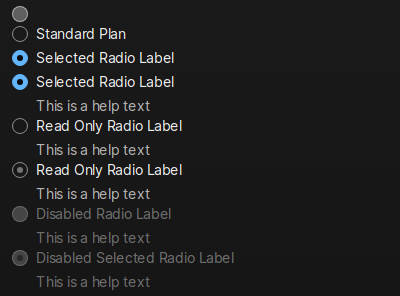 Standard Plan
Selected Radio Label
Selected Radio Label
This is a help text
Read Only Radio Label
This is a help text
Read Only Radio Label
This is a help text
Disabled Radio Label
This is a help text
Disabled Selected Radio Label
This is a help text